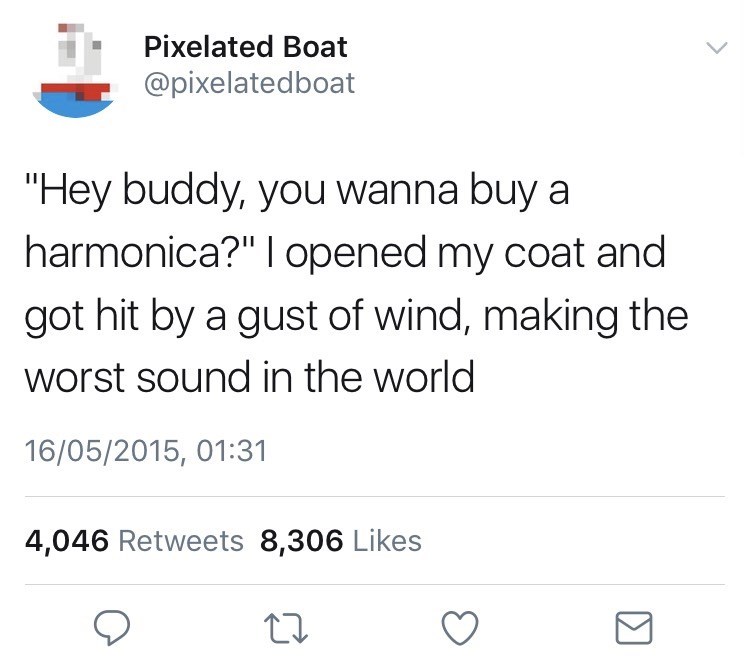 Pixelated Boat
@pixelatedboat
"Hey buddy, you wanna buy a
harmonica?" I opened my coat and
got hit by a gust of wind, making the
worst sound in the world
16/05/2015, 01:31
4,046 Retweets 8,306 Likes